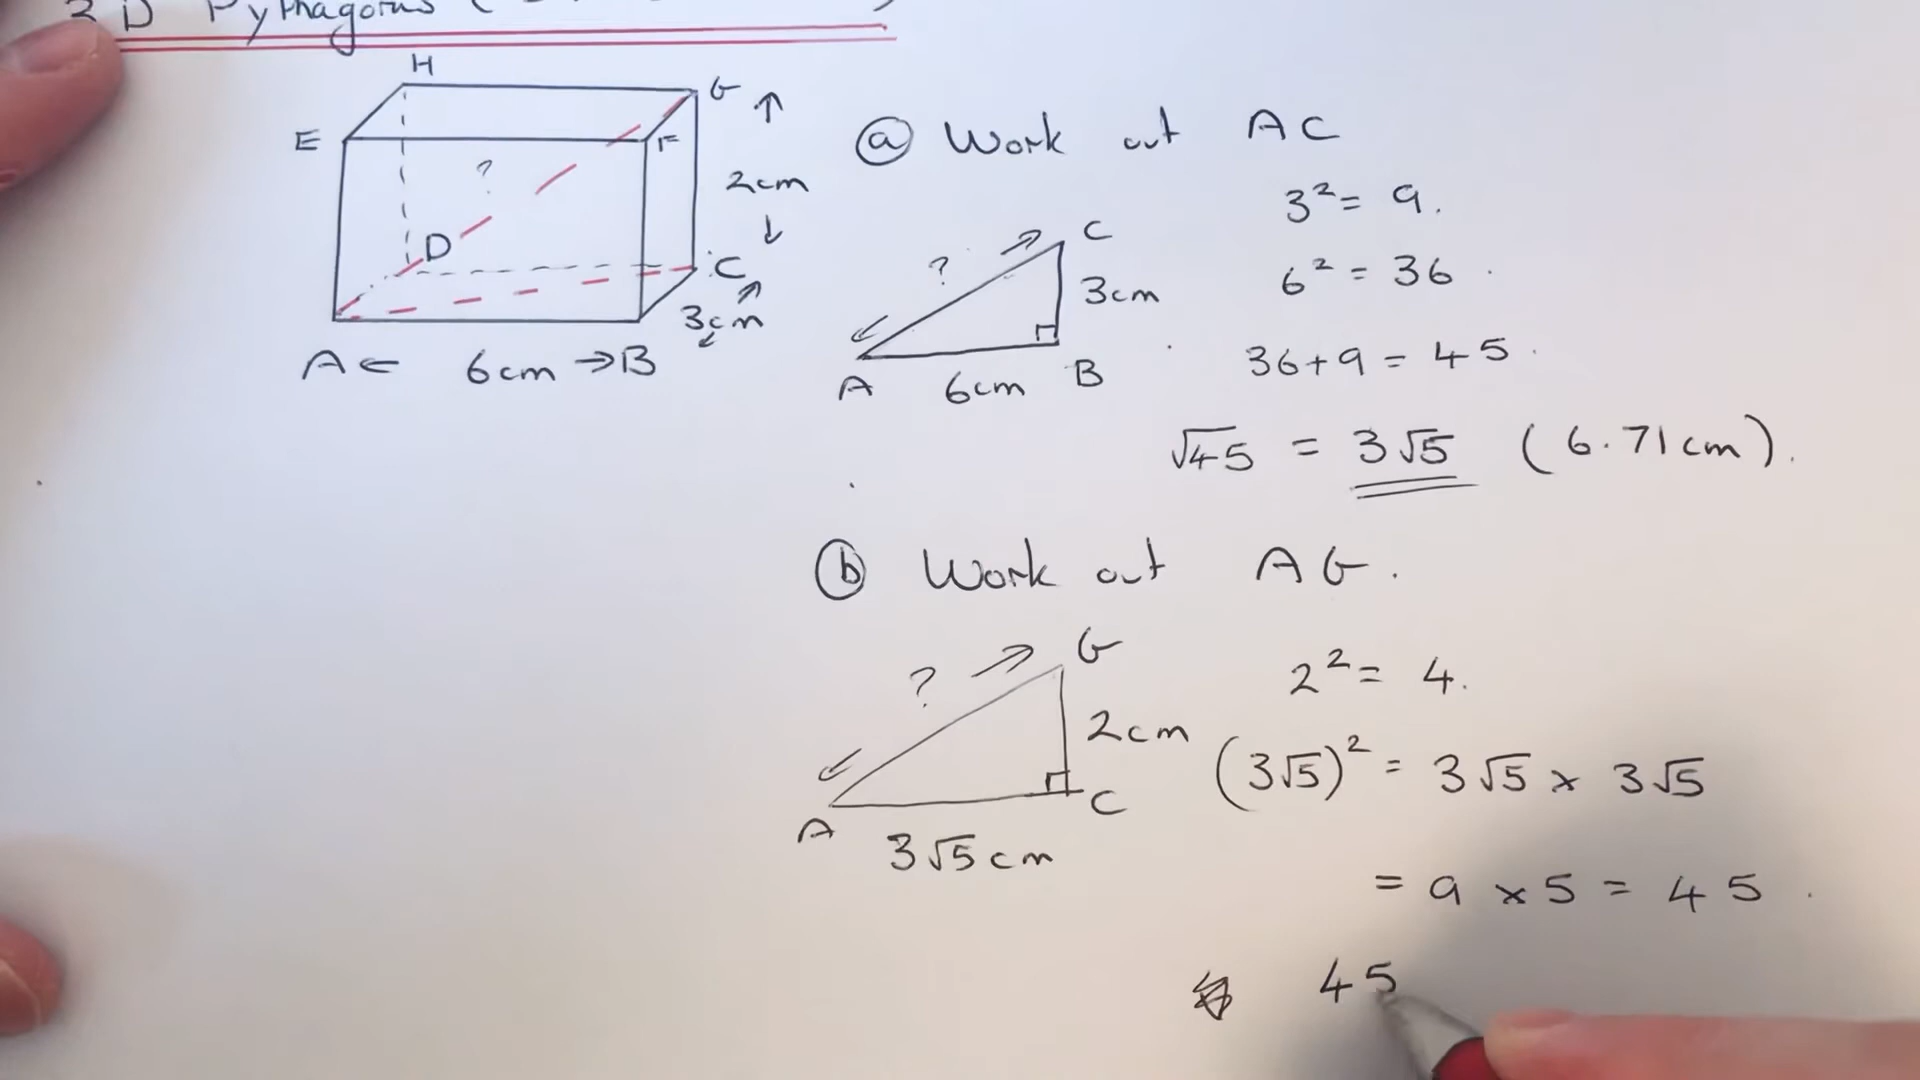 3D Pythagoras (
H
G
E
F
?
2cm
D
C
3cm
A ← 6cm → B
(a) Work out AC
3² = 9.
6² = 36
36+9 = 45
√45 = 3√5 (6.71cm).
C
?
3cm
A 6cm B
(b) Work out AG.
G
?
2cm
A 3√5cm C
2² = 4.
(3√5)² = 3√5 × 3√5
= 9 × 5 = 45
45